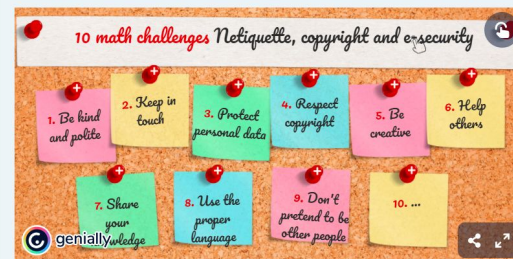 10 math challenges Netiquette, copyright and e-security
1. Be kind
and polite
2. Keep in
touch
3. Protect
personal data
4. Respect
copyright
5. Be
creative
6. Help
others
7. Share
your
wledge
8. Use the
proper
language
9. Don't
pretend to be
other people
10. ...
genially